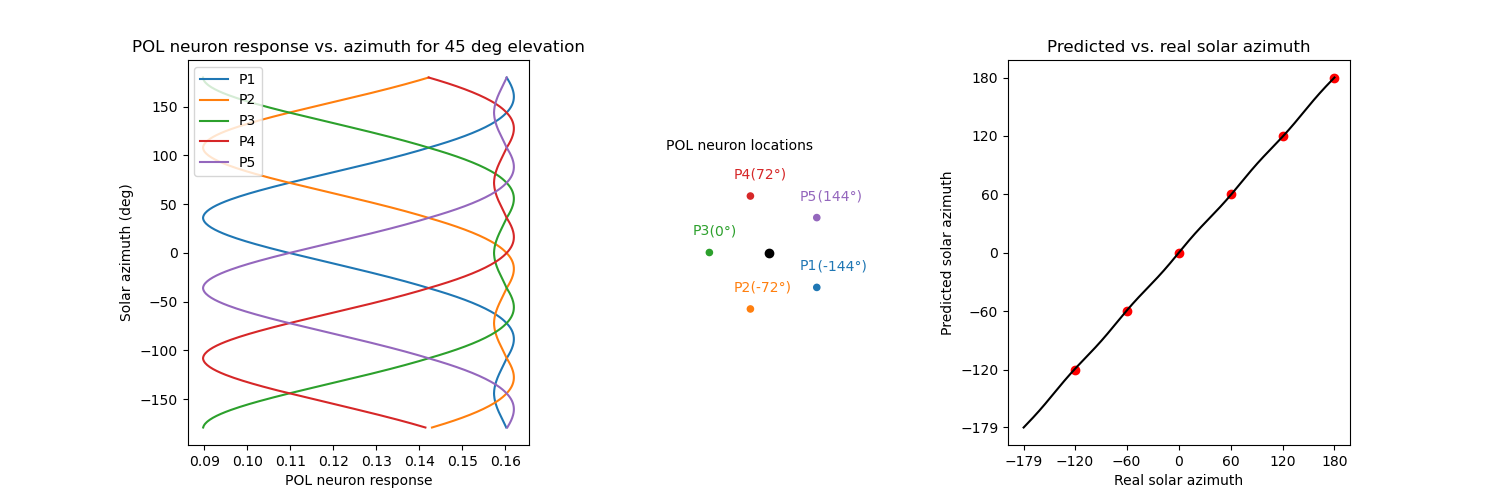 POL neuron response vs. azimuth for 45 deg elevation
Solar azimuth (deg)
150
100
50
0
−50
−100
−150
P1
P2
P3
P4
P5
0.09 0.10 0.11 0.12 0.13 0.14 0.15 0.16
POL neuron response
POL neuron locations
P4(72°)
P5(144°)
P3(0°)
P1(-144°)
P2(-72°)
Predicted vs. real solar azimuth
Predicted solar azimuth
180
120
60
0
−60
−120
−179
−179 −120 −60 0 60 120 180
Real solar azimuth